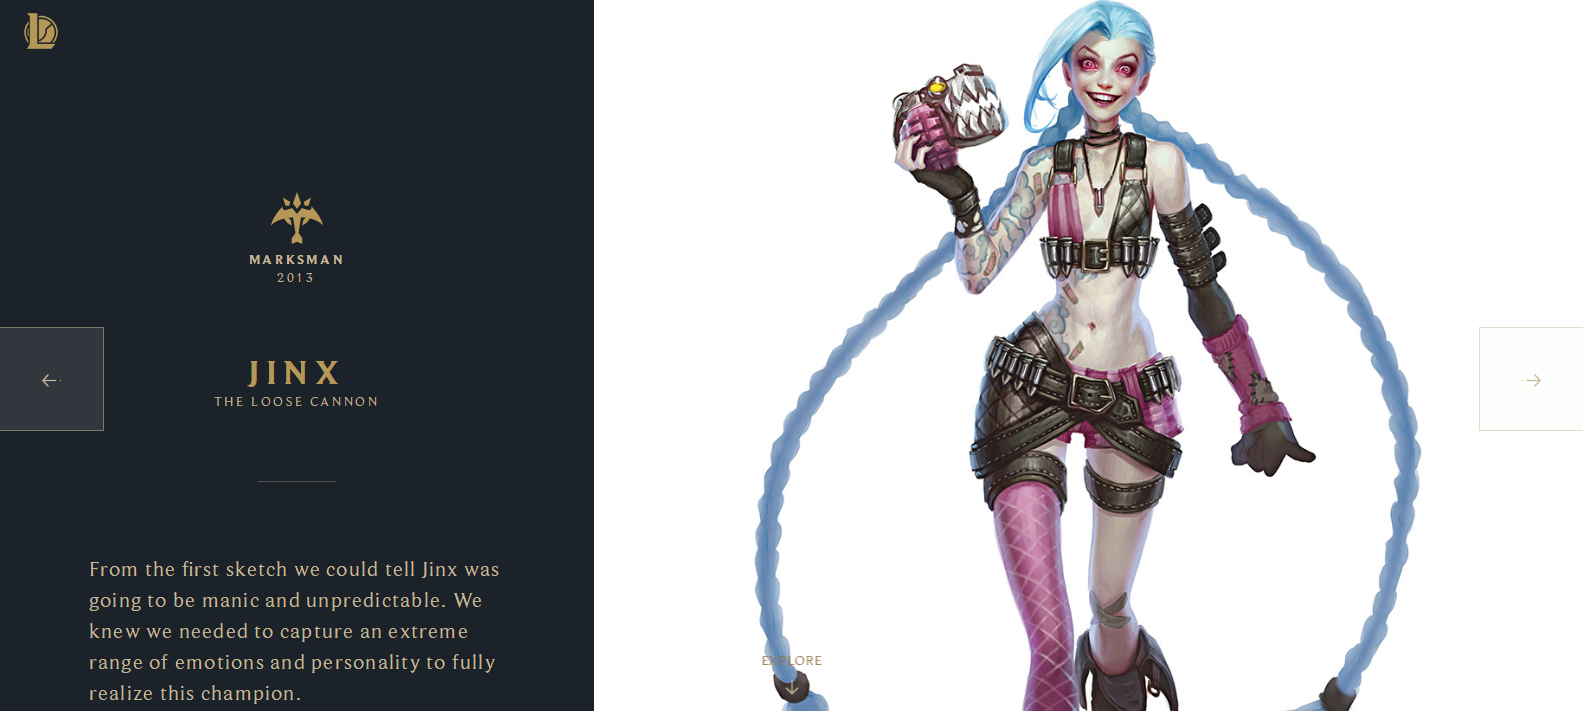 MARKSMAN
2013
JINX
THE LOOSE CANNON
From the first sketch we could tell Jinx was
going to be manic and unpredictable. We
knew we needed to capture an extreme
range of emotions and personality to fully
realize this champion.
EXPLORE